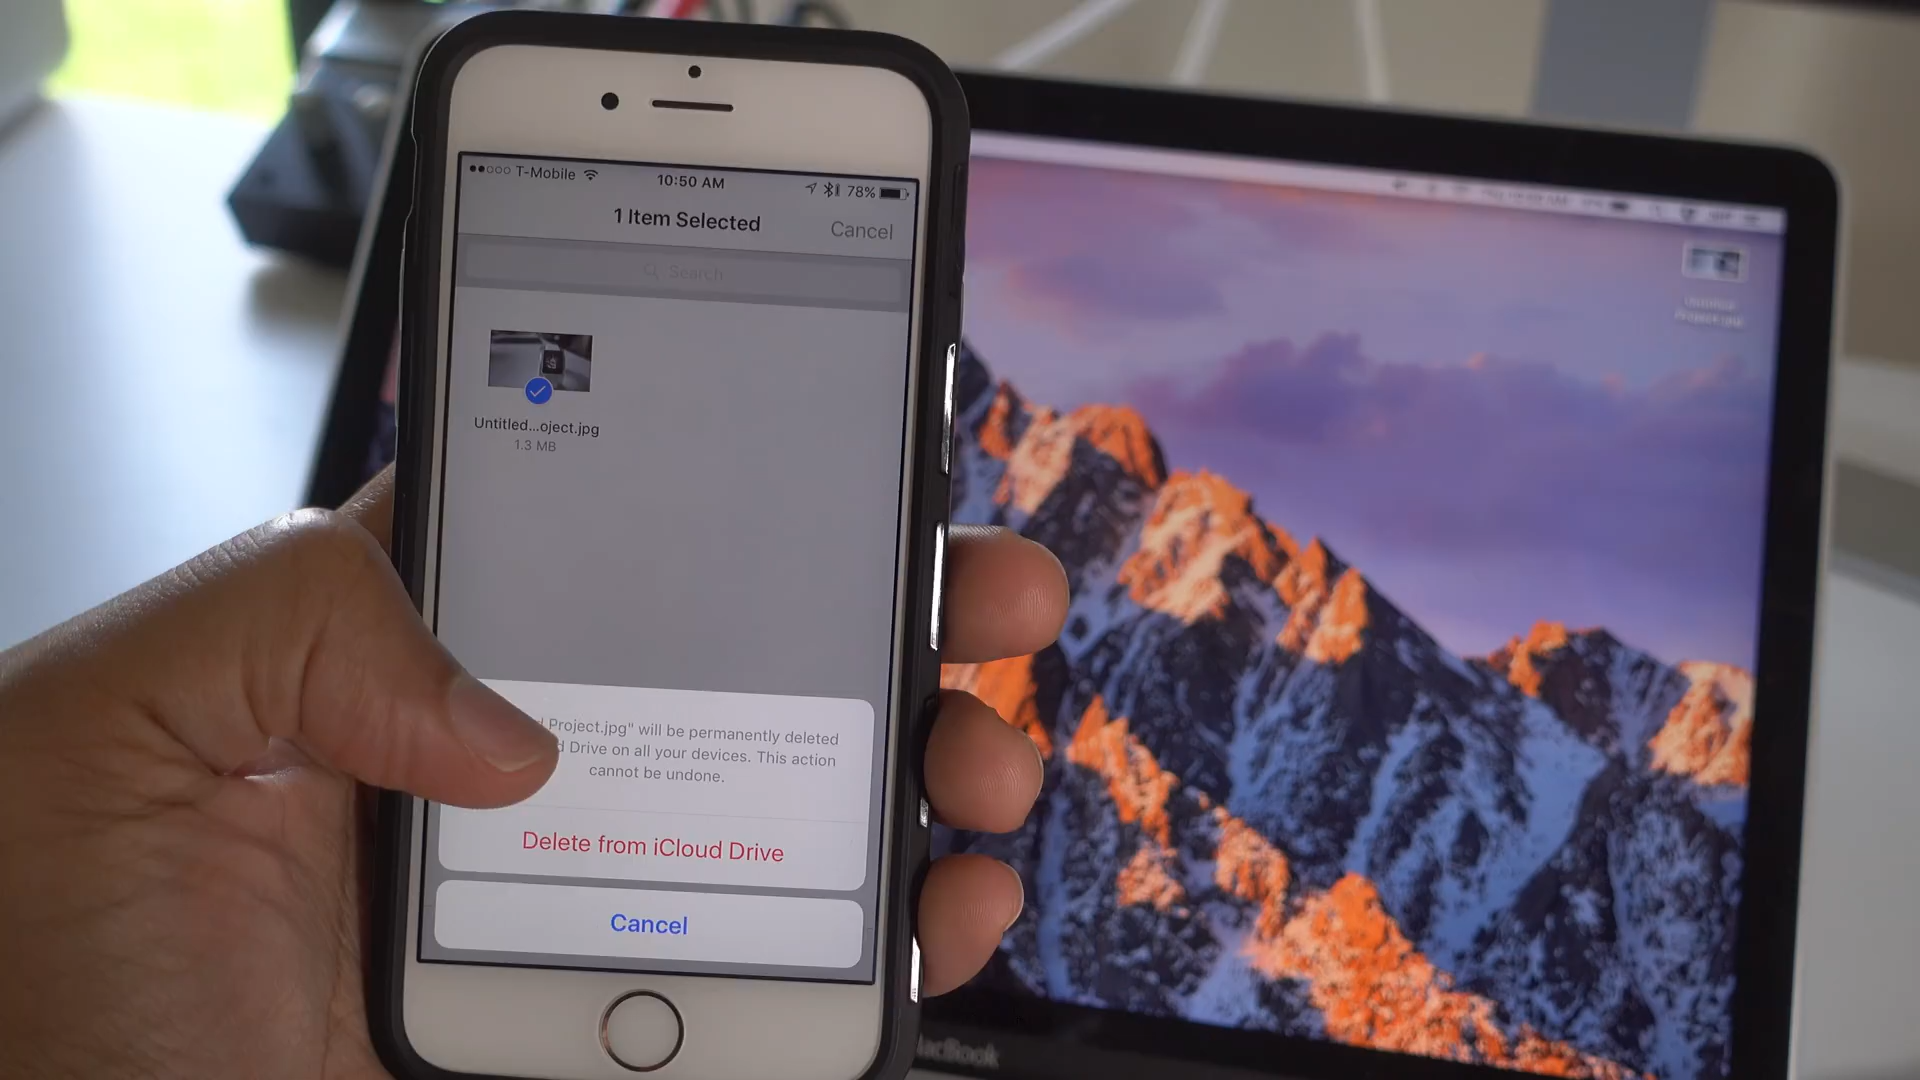 T-Mobile
10:50 AM
78%
1 Item Selected
Cancel
Search
Untitled...oject.jpg
1.3 MB
Project.jpg" will be permanently deleted
d Drive on all your devices. This action
cannot be undone.
Delete from iCloud Drive
Cancel
MacBook